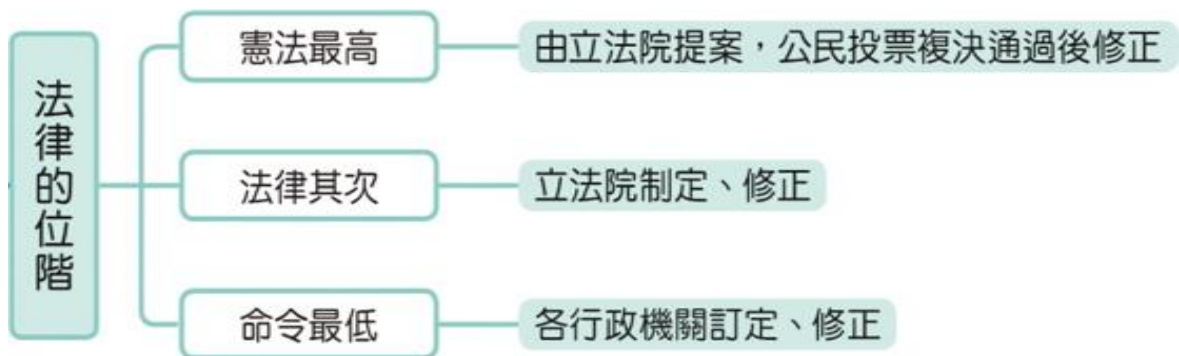 法律的位階
憲法最高
由立法院提案，公民投票複決通過後修正
法律其次
立法院制定、修正
命令最低
各行政機關訂定、修正